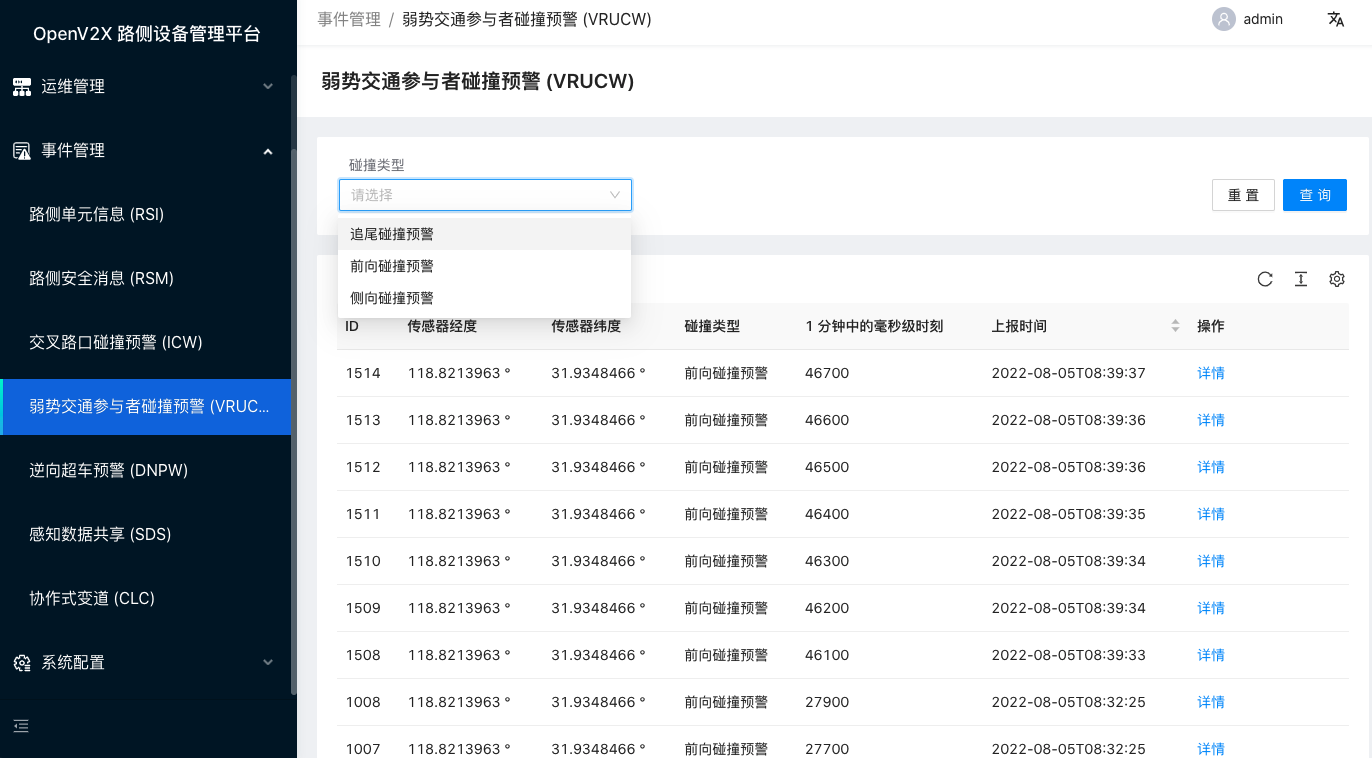 OpenV2X 路侧设备管理平台
运维管理
事件管理
路侧单元信息 (RSI)
路侧安全消息 (RSM)
交叉路口碰撞预警 (ICW)
弱势交通参与者碰撞预警 (VRUC...
逆向超车预警 (DNPW)
感知数据共享 (SDS)
协作式变道 (CLC)
系统配置
事件管理 / 弱势交通参与者碰撞预警 (VRUCW)
admin
弱势交通参与者碰撞预警 (VRUCW)
碰撞类型
请选择
重 置 查 询
追尾碰撞预警
前向碰撞预警
侧向碰撞预警
ID 传感器经度 传感器纬度 碰撞类型 1 分钟中的毫秒级时刻 上报时间 操作
1514 118.8213963 ° 31.9348466 ° 前向碰撞预警 46700 2022-08-05T08:39:37 详情
1513 118.8213963 ° 31.9348466 ° 前向碰撞预警 46600 2022-08-05T08:39:36 详情
1512 118.8213963 ° 31.9348466 ° 前向碰撞预警 46500 2022-08-05T08:39:36 详情
1511 118.8213963 ° 31.9348466 ° 前向碰撞预警 46400 2022-08-05T08:39:35 详情
1510 118.8213963 ° 31.9348466 ° 前向碰撞预警 46300 2022-08-05T08:39:34 详情
1509 118.8213963 ° 31.9348466 ° 前向碰撞预警 46200 2022-08-05T08:39:34 详情
1508 118.8213963 ° 31.9348466 ° 前向碰撞预警 46100 2022-08-05T08:39:33 详情
1008 118.8213963 ° 31.9348466 ° 前向碰撞预警 27900 2022-08-05T08:32:25 详情
1007 118.8213963 ° 31.9348466 ° 前向碰撞预警 27700 2022-08-05T08:32:25 详情